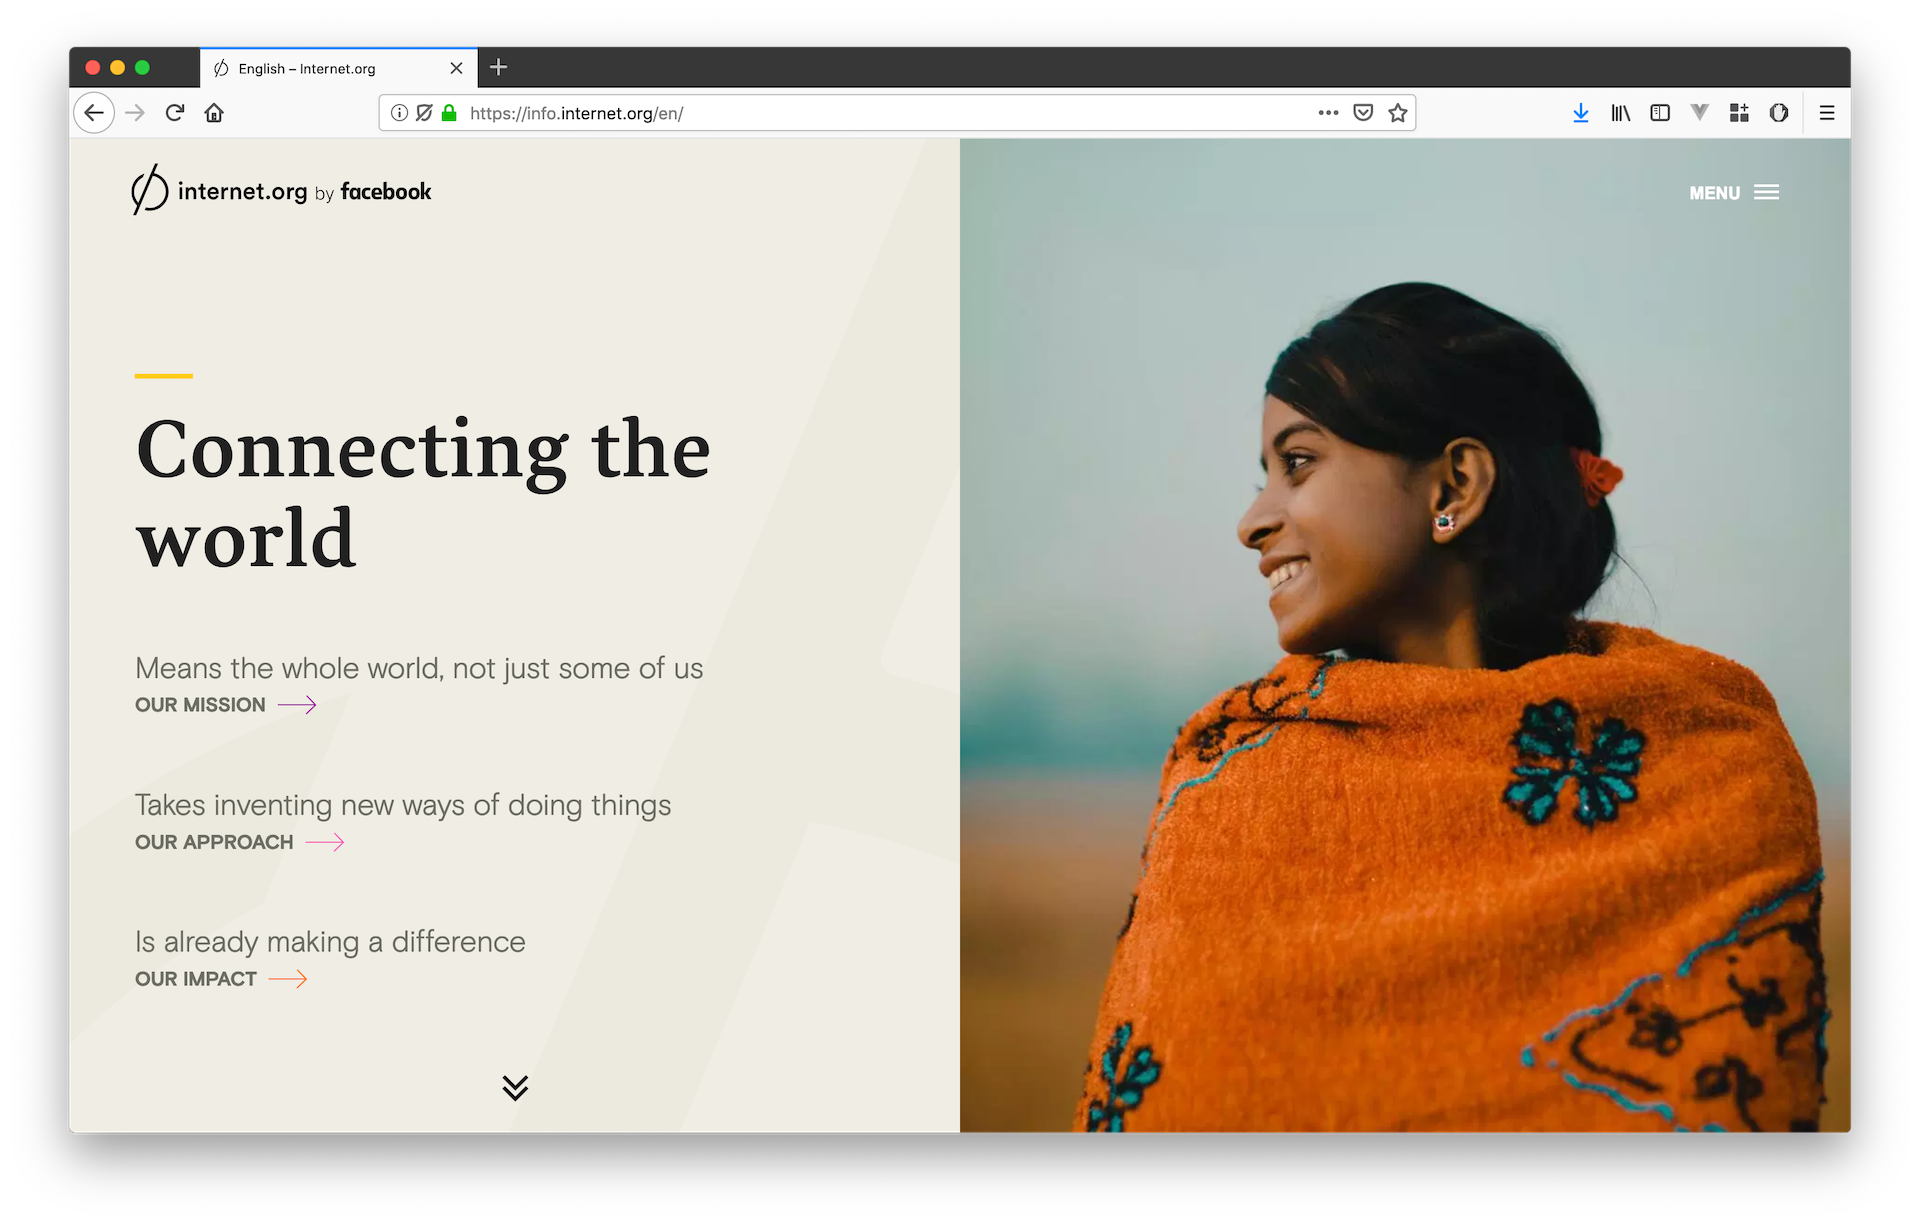 English – Internet.org
https://info.internet.org/en/
internet.org by facebook
MENU
Connecting the
world
Means the whole world, not just some of us
OUR MISSION
Takes inventing new ways of doing things
OUR APPROACH
Is already making a difference
OUR IMPACT